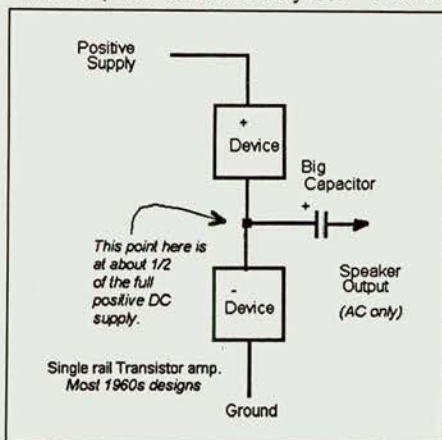 Positive
Supply
+
Device
Big
Capacitor
+
This point here is
at about 1/2
of the full
positive DC
supply.
-
Device
Speaker
Output
(AC only)
Single rail Transistor amp.
Most 1960s designs
Ground